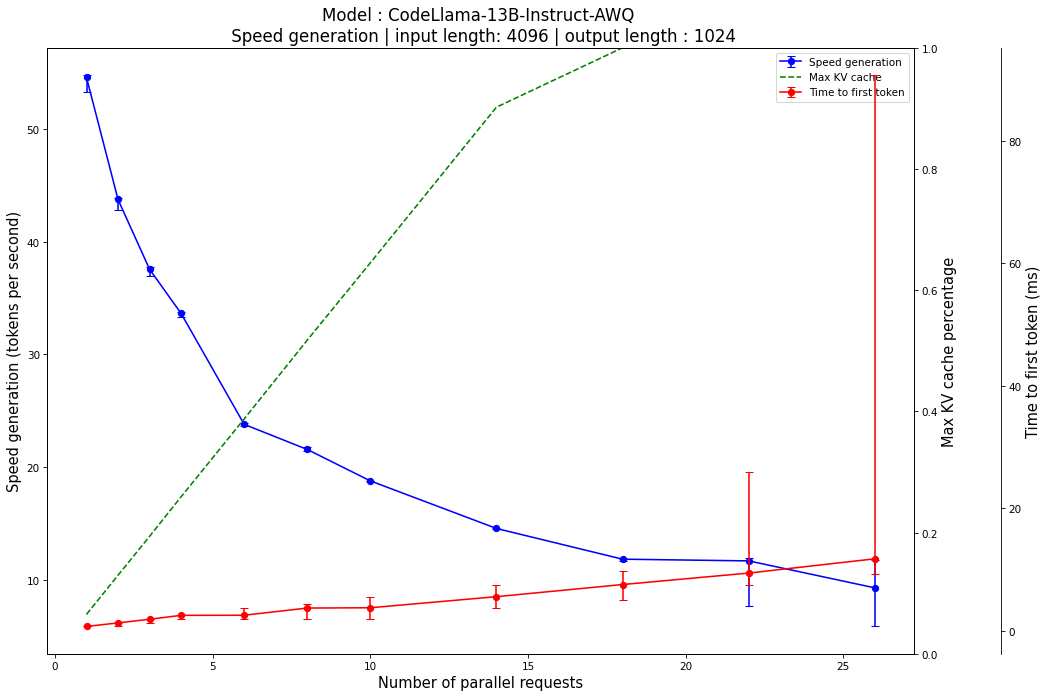 Model : CodeLlama-13B-Instruct-AWQ
Speed generation | input length: 4096 | output length : 1024
Speed generation
Max KV cache
Time to first token
Speed generation (tokens per second)
50
40
30
20
10
0
5
10
15
20
25
Number of parallel requests
1.0
0.8
0.6
0.4
0.2
0.0
Max KV cache percentage
80
60
40
20
0
Time to first token (ms)